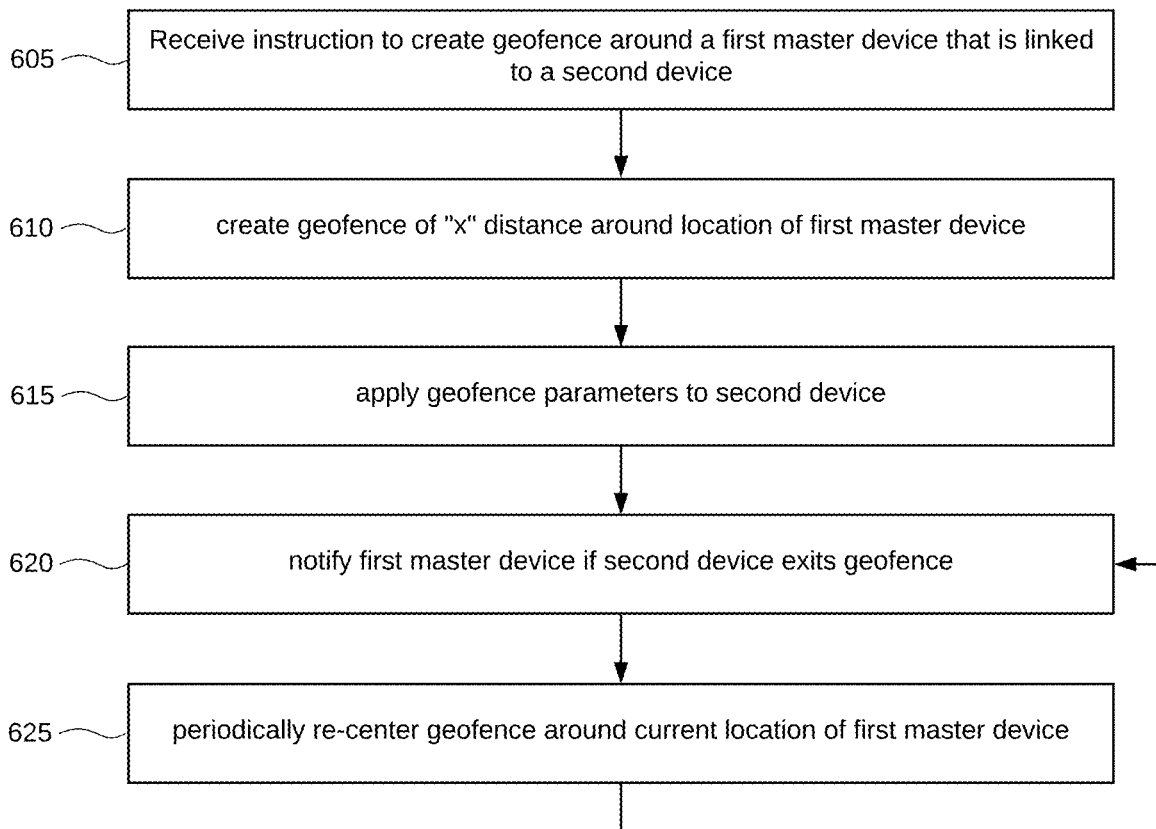 605
Receive instruction to create geofence around a first master device that is linked
to a second device
610
create geofence of "x" distance around location of first master device
615
apply geofence parameters to second device
620
notify first master device if second device exits geofence
625
periodically re-center geofence around current location of first master device